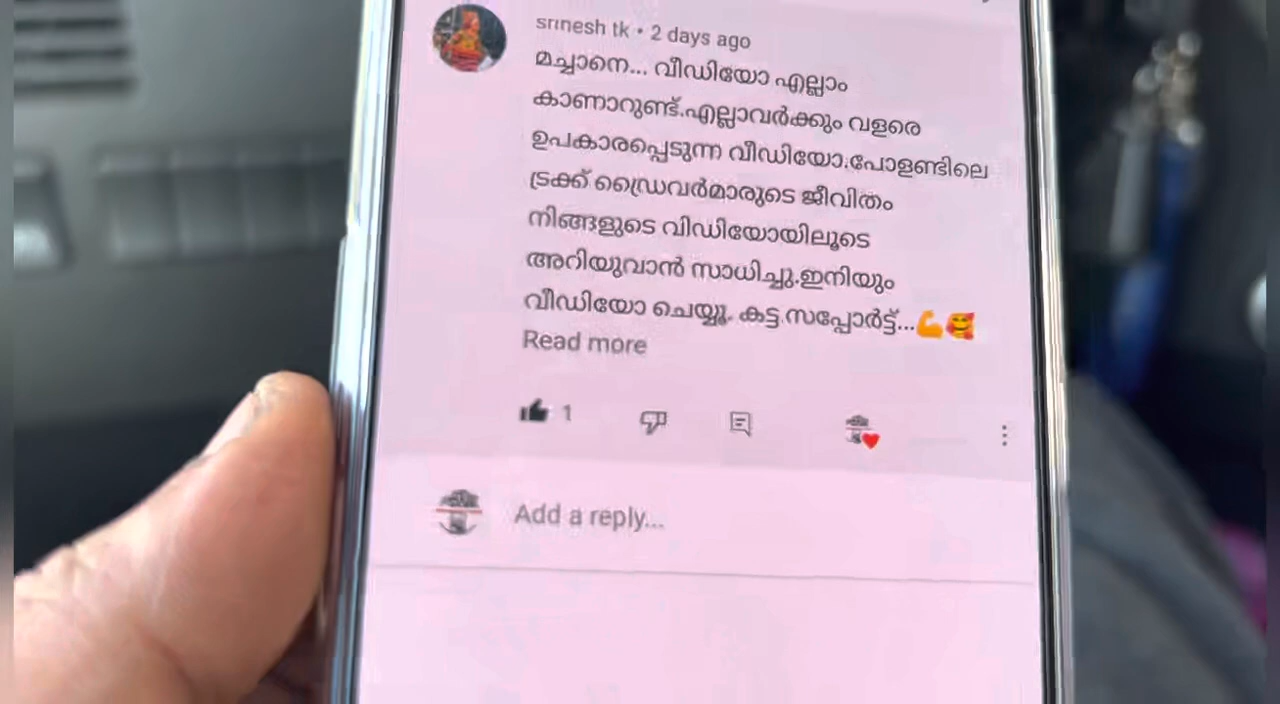 srinesh tk • 2 days ago
മച്ചാനെ... വീഡിയോ എല്ലാം
കാണാറുണ്ട്.എല്ലാവർക്കും വളരെ
ഉപകാരപ്പെടുന്ന വീഡിയോ.പോളണ്ടിലെ
ട്രക്ക് ഡ്രൈവർമാരുടെ ജീവിതം
നിങ്ങളുടെ വിഡിയോയിലൂടെ
അറിയുവാൻ സാധിച്ചു.ഇനിയും
വീഡിയോ ചെയ്യൂ. കട്ട സപ്പോർട്ട്...💪🥰
Read more
1
Add a reply...